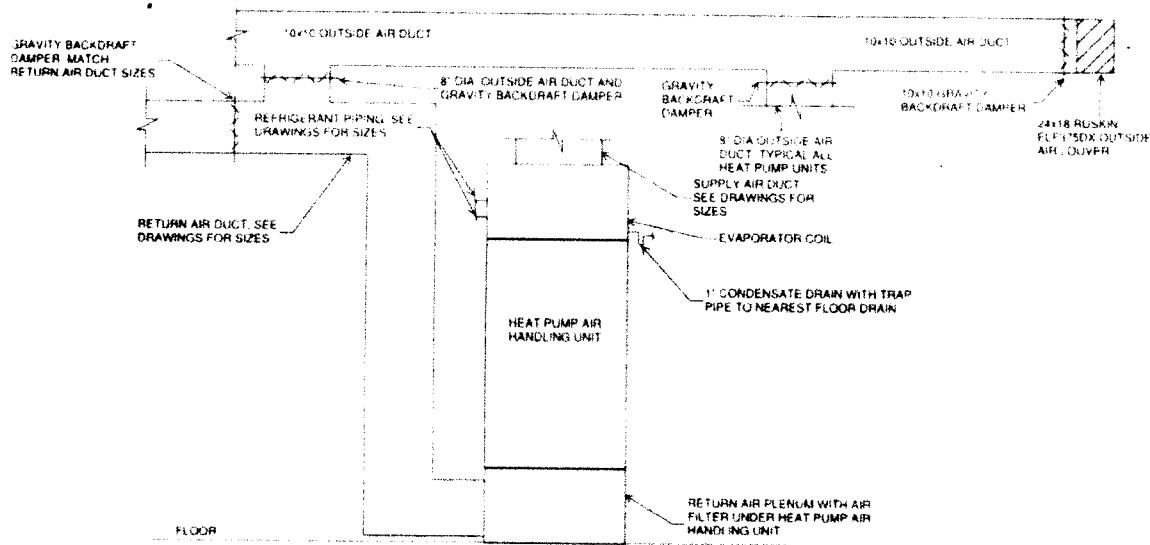 10x10 OUTSIDE AIR DUCT
10x10 OUTSIDE AIR DUCT
GRAVITY BACKDRAFT
DAMPER MATCH
RETURN AIR DUCT SIZES
8" DIA. OUTSIDE AIR DUCT AND
GRAVITY BACKDRAFT DAMPER
GRAVITY
BACKDRAFT
DAMPER
10x10 GRAVITY
BACKDRAFT DAMPER
24x18 RUSKIN
OUTSIDE
AIR LOUVER
REFRIGERANT PIPING, SEE
DRAWINGS FOR SIZES
8" DIA OUTSIDE AIR
DUCT, TYPICAL ALL
HEAT PUMP UNITS
SUPPLY AIR DUCT
SEE DRAWINGS FOR
SIZES
RETURN AIR DUCT, SEE
DRAWINGS FOR SIZES
EVAPORATOR COIL
1" CONDENSATE DRAIN WITH TRAP
PIPE TO NEAREST FLOOR DRAIN
HEAT PUMP AIR
HANDLING UNIT
RETURN AIR PLENUM WITH AIR
FILTER UNDER HEAT PUMP AIR
HANDLING UNIT
FLOOR